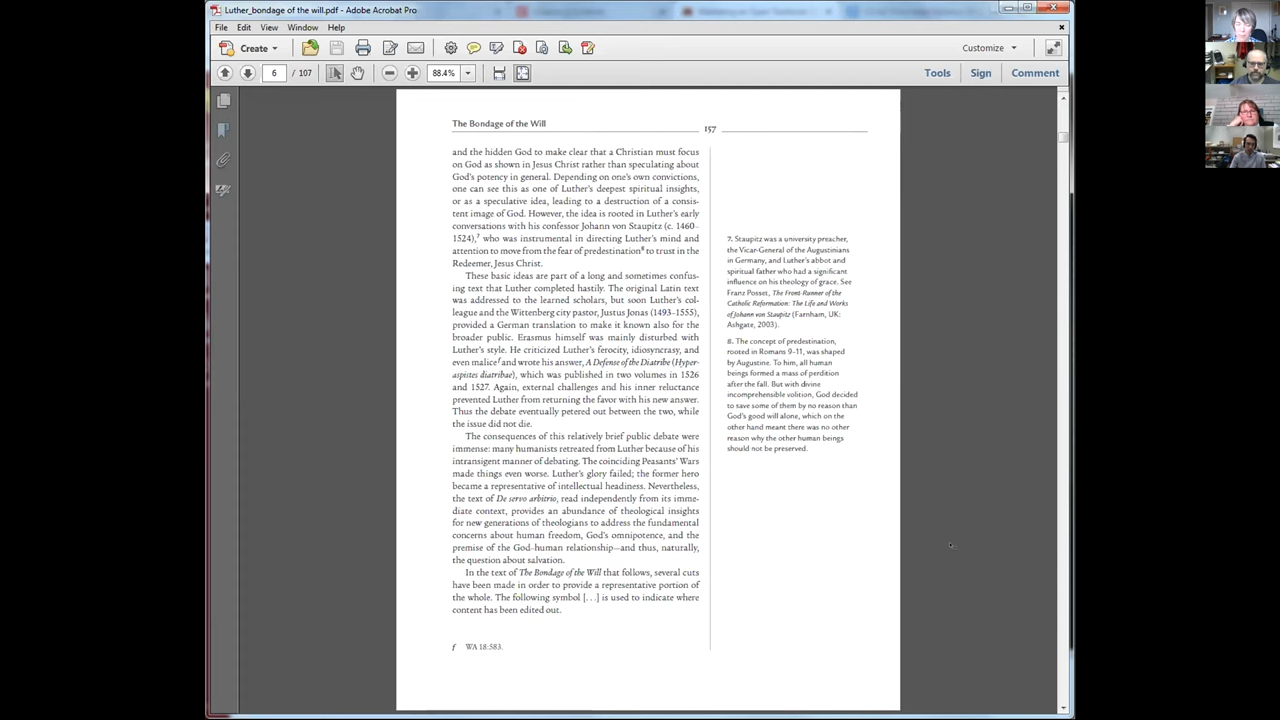 Luther_bondage of the will.pdf - Adobe Acrobat Pro
File Edit View Window Help
Create Customize
6 / 107 88.4% Tools Sign Comment
The Bondage of the Will 157
and the hidden God to make clear that a Christian must focus
on God as shown in Jesus Christ rather than speculating about
God's potency in general. Depending on one's own convictions,
one can see this as one of Luther's deepest spiritual insights,
or as a speculative idea, leading to a destruction of a consis-
tent image of God. However, the idea is rooted in Luther's early
conversations with his confessor Johann von Staupitz (c. 1460–
1524),7 who was instrumental in directing Luther's mind and
attention to move from the fear of predestination8 to trust in the
Redeemer, Jesus Christ.
These basic ideas are part of a long and sometimes confus-
ing text that Luther completed hastily. The original Latin text
was addressed to the learned scholars, but soon Luther's col-
league and the Wittenberg city pastor, Justus Jonas (1493–1555),
provided a German translation to make it known also for the
broader public. Erasmus himself was mainly disturbed with
Luther's style. He criticized Luther's ferocity, idiosyncrasy, and
even malicef and wrote his answer, A Defense of the Diatribe (Hyper-
aspistes diatribae), which was published in two volumes in 1526
and 1527. Again, external challenges and his inner reluctance
prevented Luther from returning the favor with his new answer.
Thus the debate eventually petered out between the two, while
the issue did not die.
The consequences of this relatively brief public debate were
immense: many humanists retreated from Luther because of his
intransigent manner of debating. The coinciding Peasants' Wars
made things even worse. Luther's glory failed; the former hero
became a representative of intellectual headiness. Nevertheless,
the text of De servo arbitrio, read independently from its imme-
diate context, provides an abundance of theological insights
for new generations of theologians to address the fundamental
concerns about human freedom, God's omnipotence, and the
premise of the God-human relationship—and thus, naturally,
the question about salvation.
In the text of The Bondage of the Will that follows, several cuts
have been made in order to provide a representative portion of
the whole. The following symbol [. . .] is used to indicate where
content has been edited out.
f WA 18:583.
7. Staupitz was a university preacher,
the Vicar-General of the Augustinians
in Germany, and Luther's abbot and
spiritual father who had a significant
influence on his theology of grace. See
Franz Posset, The Front Runner of the
Catholic Reformation: The Life and Works
of Johann von Staupitz (Farnham, UK:
Ashgate, 2003).
8. The concept of predestination,
rooted in Romans 9–11, was shaped
by Augustine. To him, all human
beings formed a mass of perdition
after the fall. But with divine
incomprehensible volition, God decided
to save some of them by no reason than
God's good will alone, which on the
other hand meant there was no other
reason why the other human beings
should not be preserved.